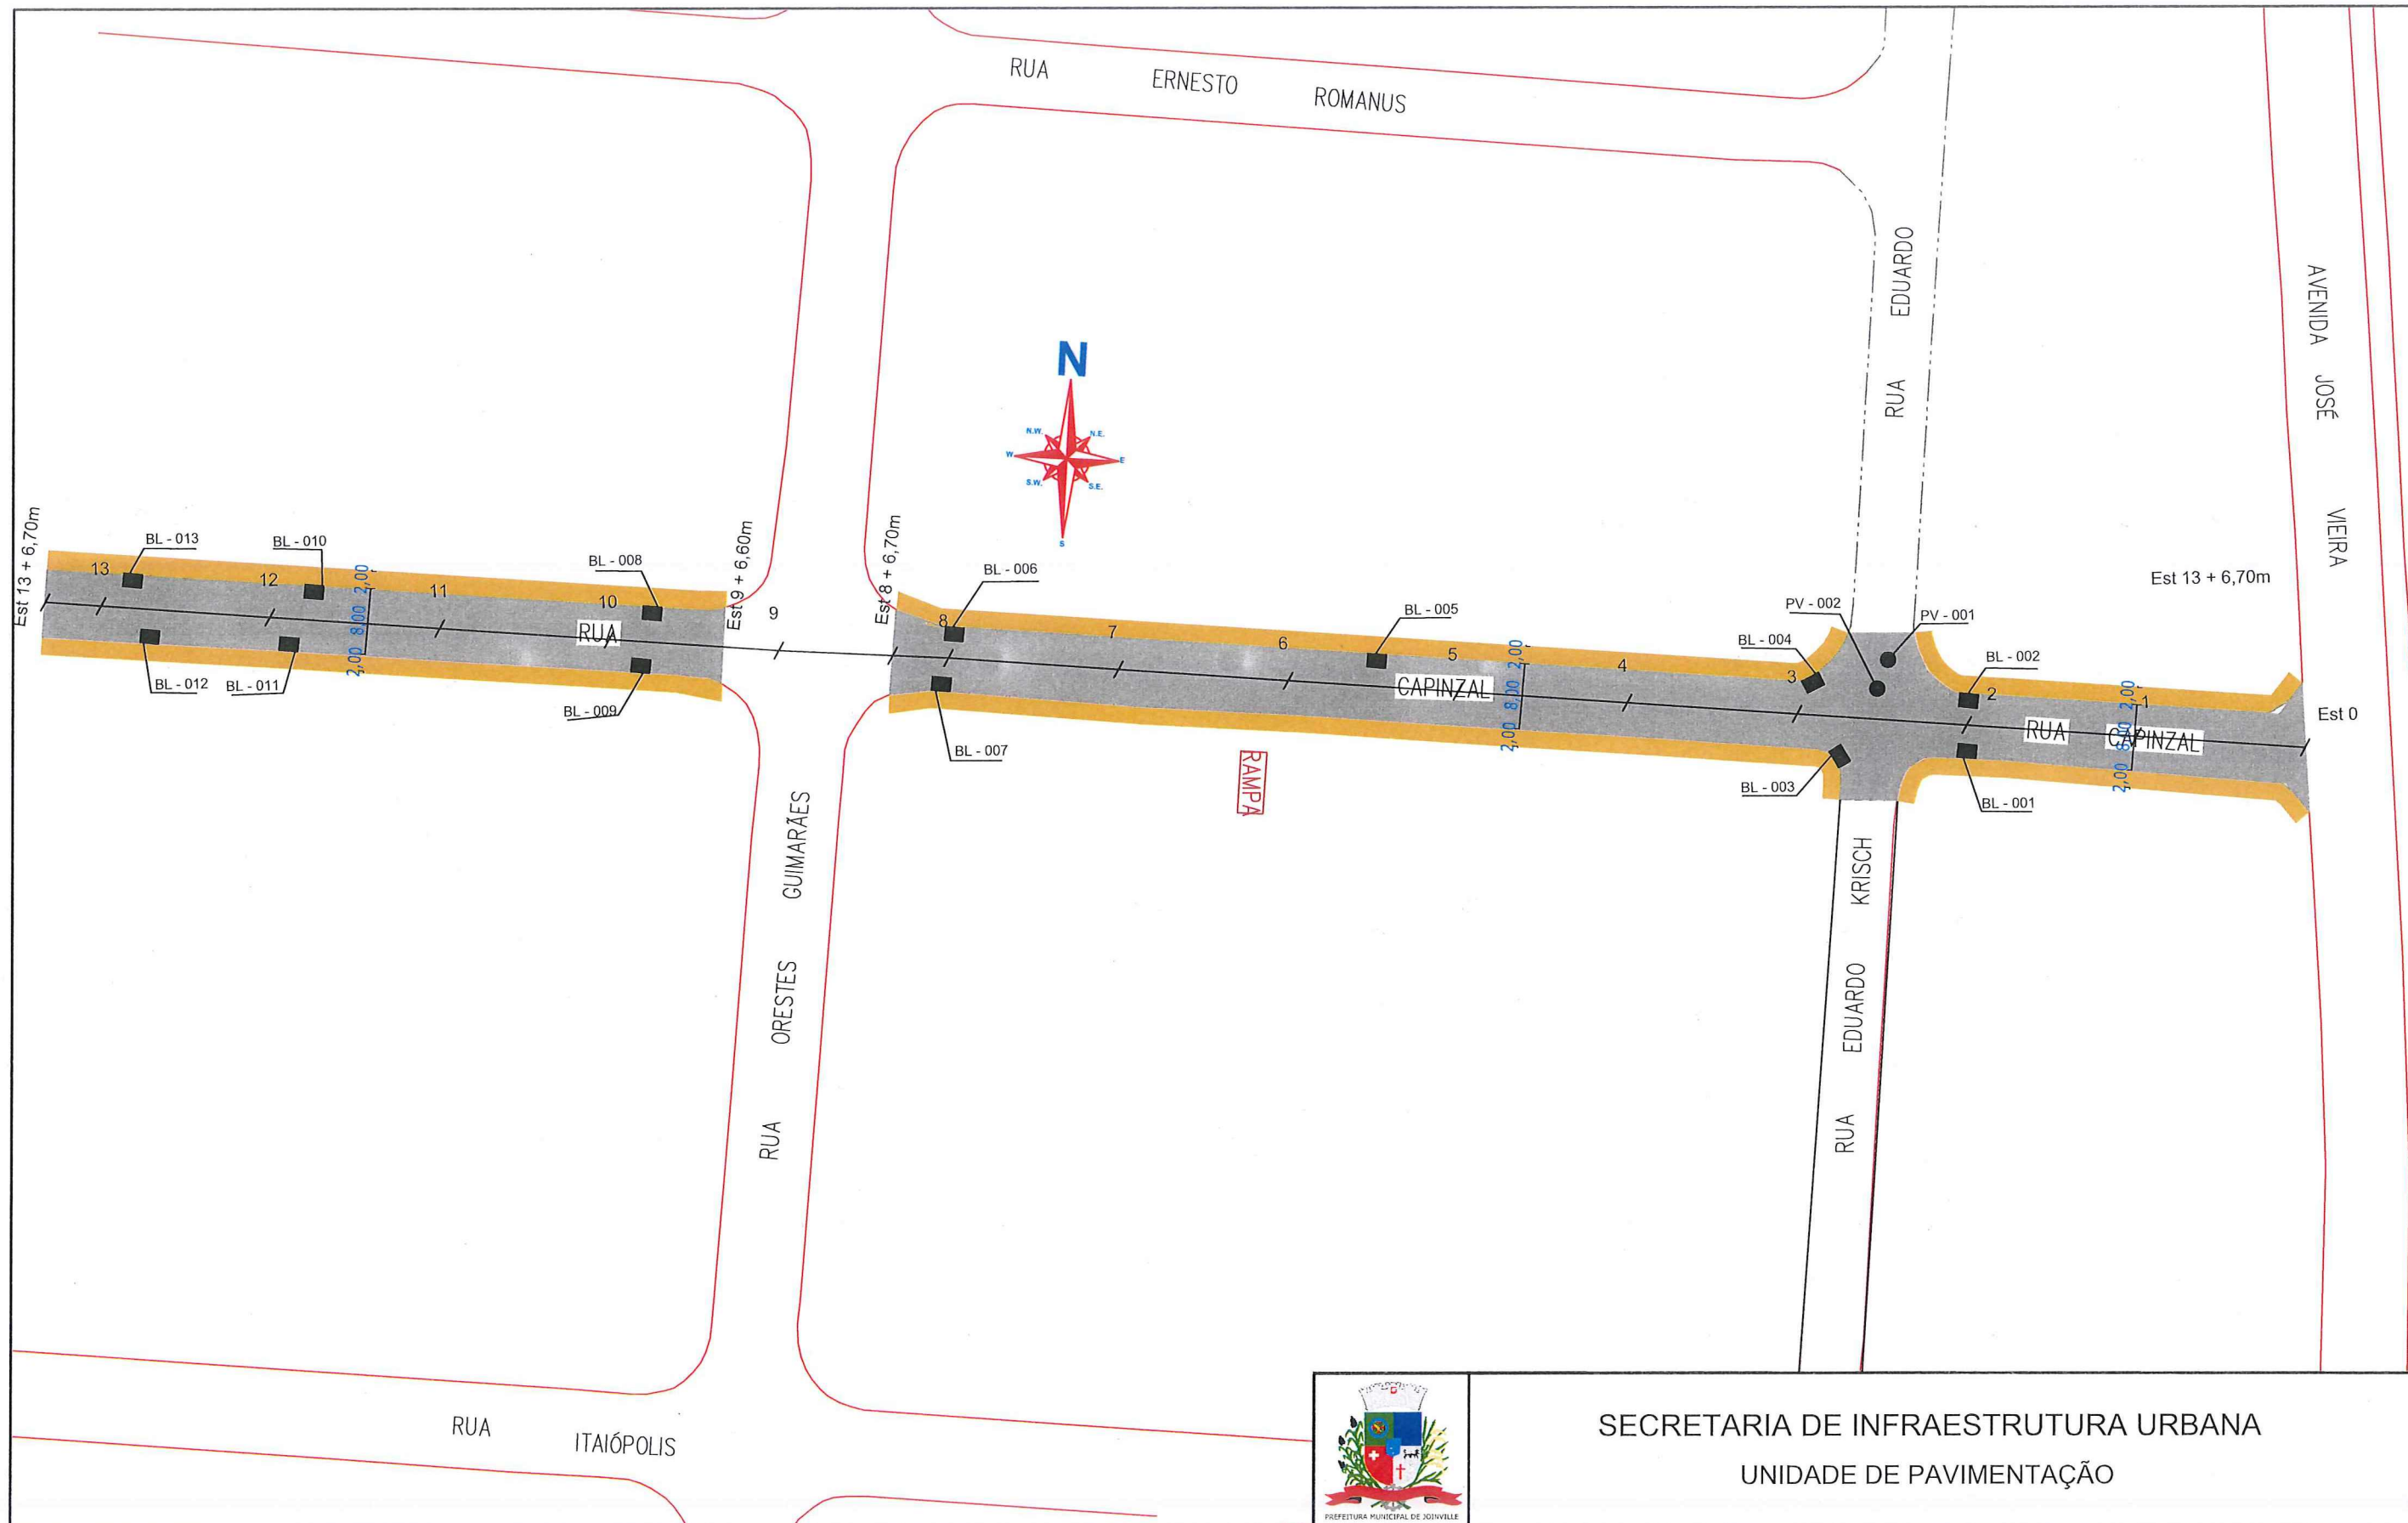 RUA ERNESTO ROMANUS
RUA EDUARDO
AVENIDA JOSÉ VIEIRA
N
N.W.
N.E.
W
E
S.W.
S.E.
S
Est 13 + 6,70m
BL - 013
BL - 010
BL - 008
Est 9 + 6,60m
Est 8 + 6,70m
BL - 006
BL - 005
PV - 002
PV - 001
BL - 004
BL - 002
Est 13 + 6,70m
13
12
11
10
9
8
7
6
5
4
3
2
1
Est 0
2,00 8,00 2,00
2,00 8,00 2,00
2,00 8,00 2,00
RUA
CAPINZAL
RUA CAPINZAL
BL - 012
BL - 011
BL - 009
BL - 007
BL - 003
BL - 001
RAMPA
RUA ORESTES GUIMARÃES
RUA EDUARDO KRISCH
RUA ITAIÓPOLIS
PREFEITURA MUNICIPAL DE JOINVILLE
SECRETARIA DE INFRAESTRUTURA URBANA
UNIDADE DE PAVIMENTAÇÃO